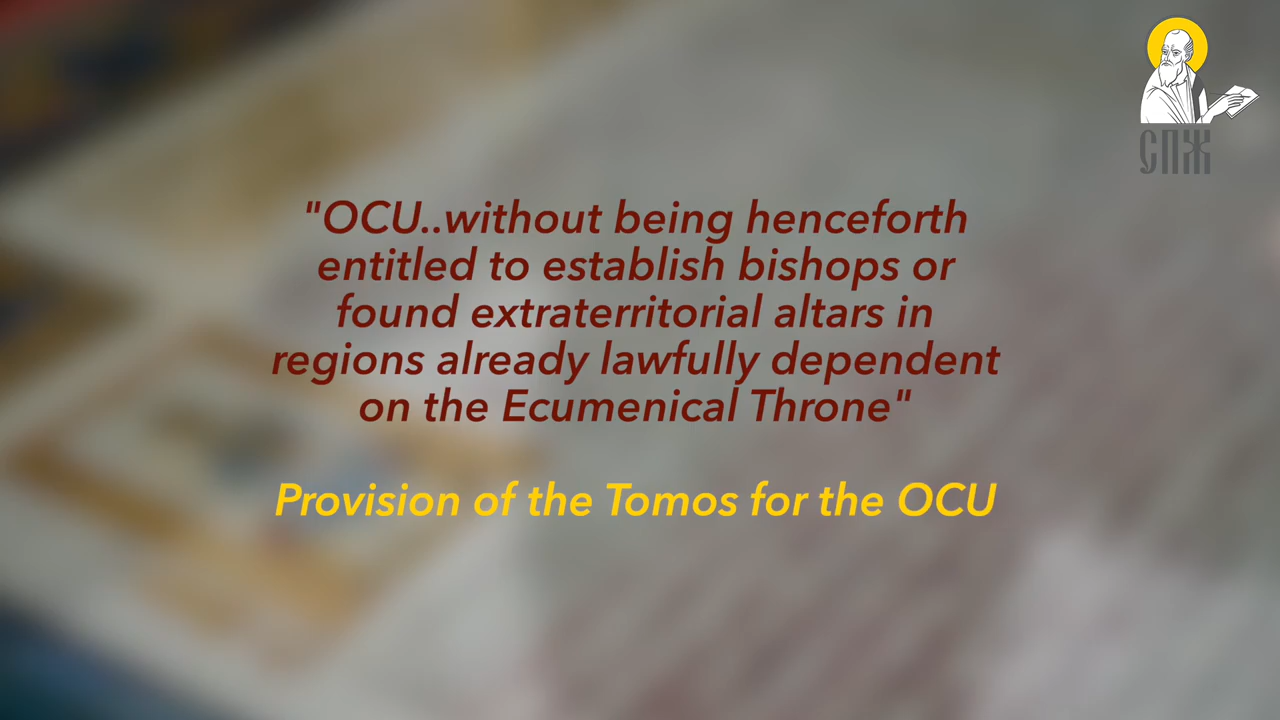 СПЖ
"OCU..without being henceforth
entitled to establish bishops or
found extraterritorial altars in
regions already lawfully dependent
on the Ecumenical Throne"
Provision of the Tomos for the OCU